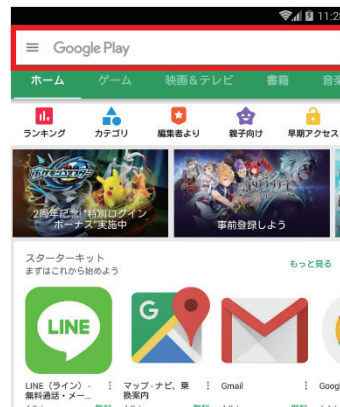 11:2
Google Play
ホーム ゲーム 映画&テレビ 書籍 音
ランキング カテゴリ 編集者より 親子向け 早期アクセス
2周年記念!"特別ログイン
ボーナス"実施中
事前登録しよう
スターターキット
まずはこれから始めよう
もっと見る
LINE
G
LINE(ライン) -
無料通話・メー...
マップ - ナビ、乗
換案内
Gmail
Goog